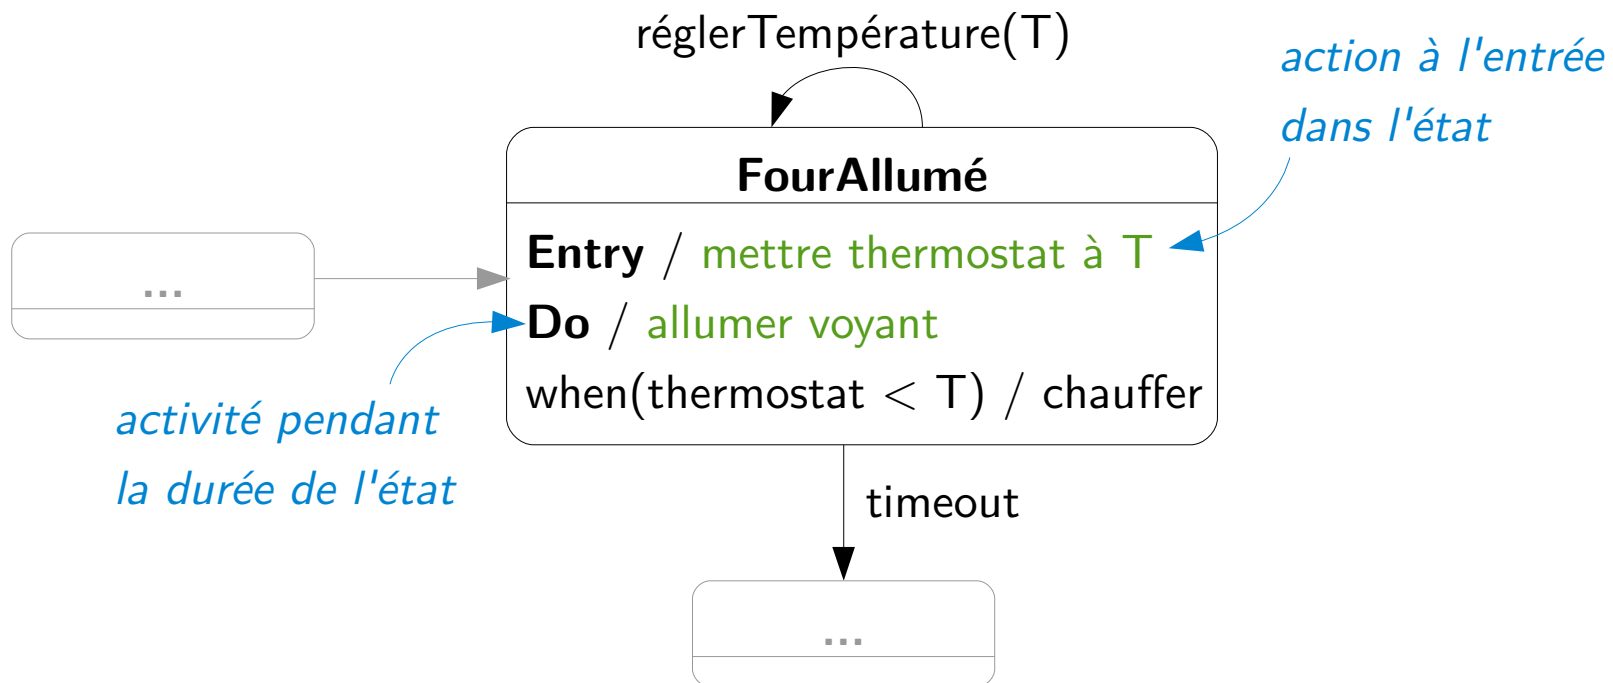 réglerTempérature(T)
action à l'entrée
dans l'état
FourAllumé
Entry / mettre thermostat à T
...
Do / allumer voyant
when(thermostat < T) / chauffer
activité pendant
la durée de l'état
timeout
...